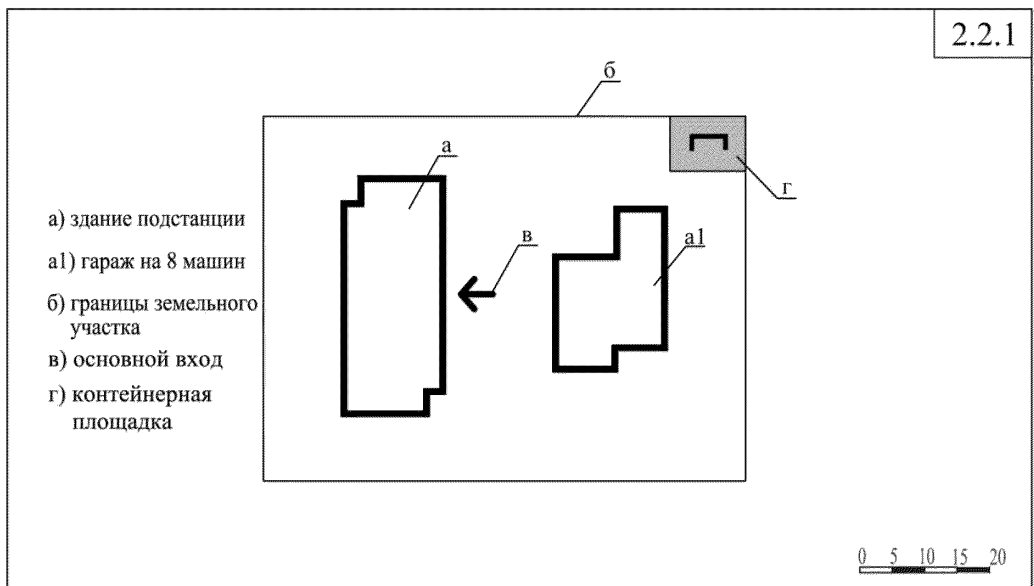 2.2.1
б
а
г
в
а1
а) здание подстанции
а1) гараж на 8 машин
б) границы земельного
участка
в) основной вход
г) контейнерная
площадка
0 5 10 15 20